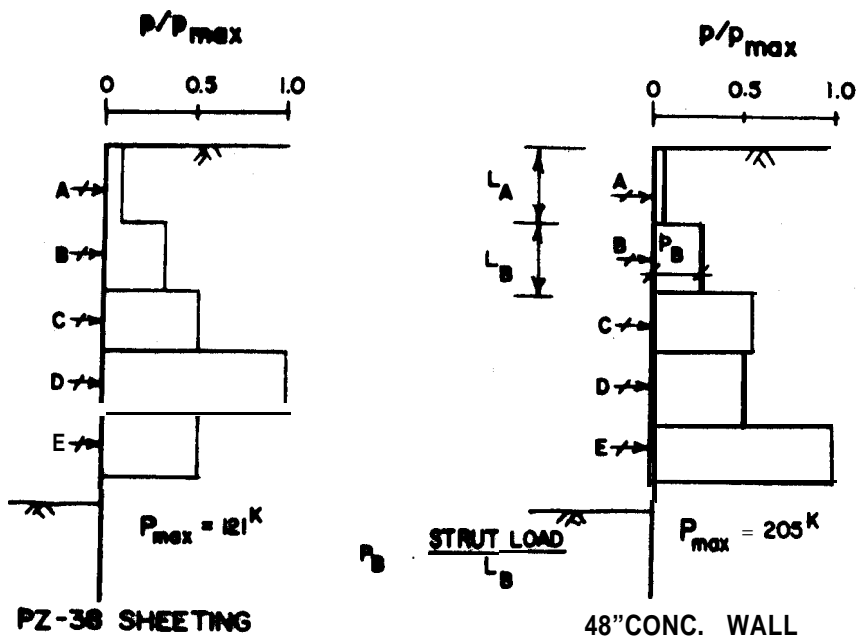 p/pmax
0 0.5 1.0
A
B
C
D
E
Pmax = 121K
PZ-38 SHEETING
p/pmax
0 0.5 1.0
LA
LB
A
B
PB
C
D
E
PB STRUT LOAD
LB
Pmax = 205K
48"CONC. WALL